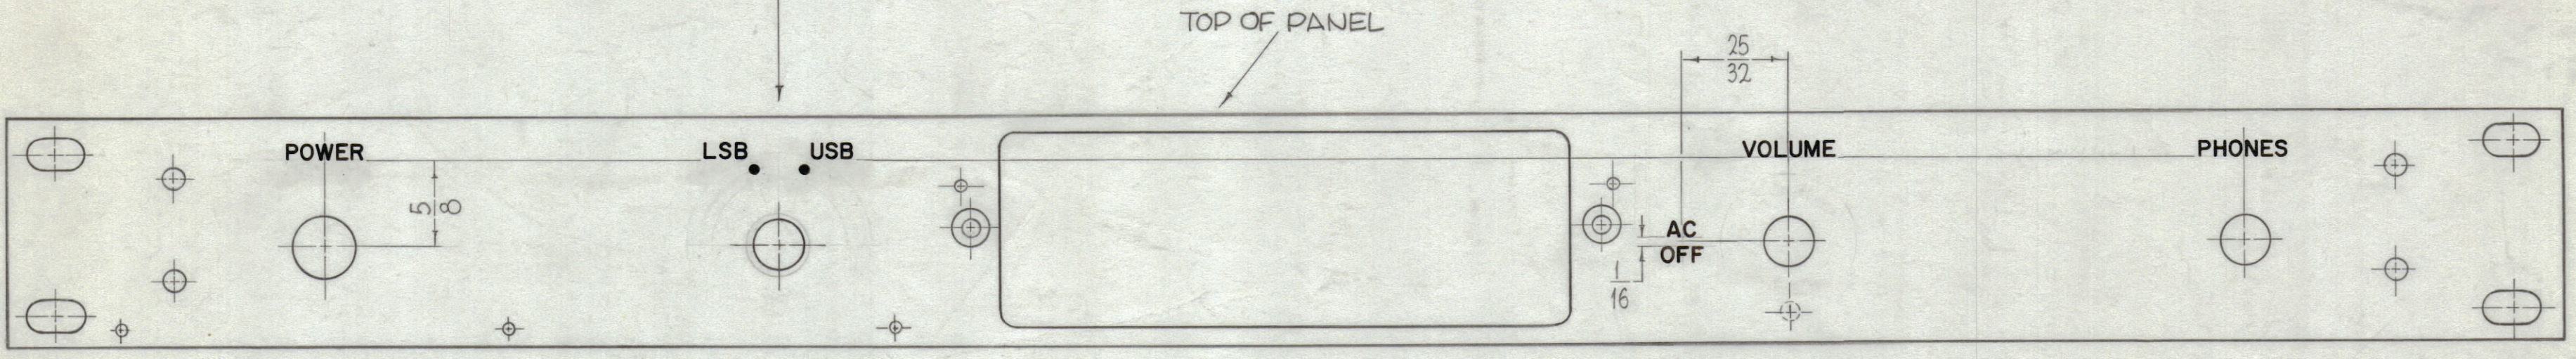 TOP OF PANEL
25
32
POWER
LSB
USB
VOLUME
PHONES
5
8
AC
OFF
1
16